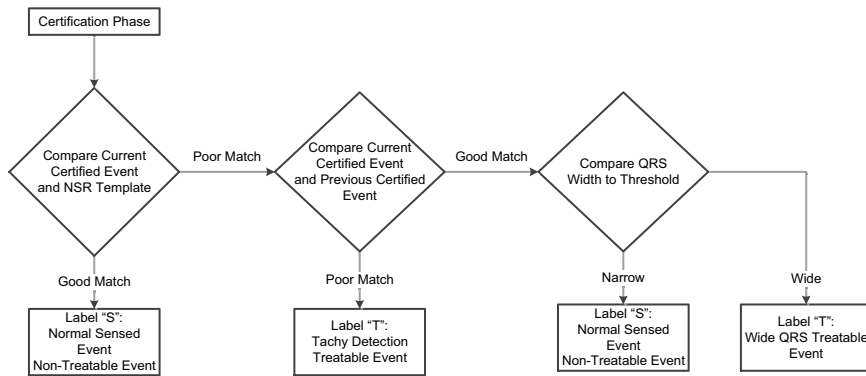 Certification Phase
Compare Current
Certified Event
and NSR Template
Poor Match
Compare Current
Certified Event
and Previous Certified
Event
Good Match
Compare QRS
Width to Threshold
Good Match
Poor Match
Narrow
Wide
Label “S”:
Normal Sensed
Event
Non-Treatable Event
Label “T”:
Tachy Detection
Treatable Event
Label “S”:
Normal Sensed
Event
Non-Treatable Event
Label “T”:
Wide QRS Treatable
Event